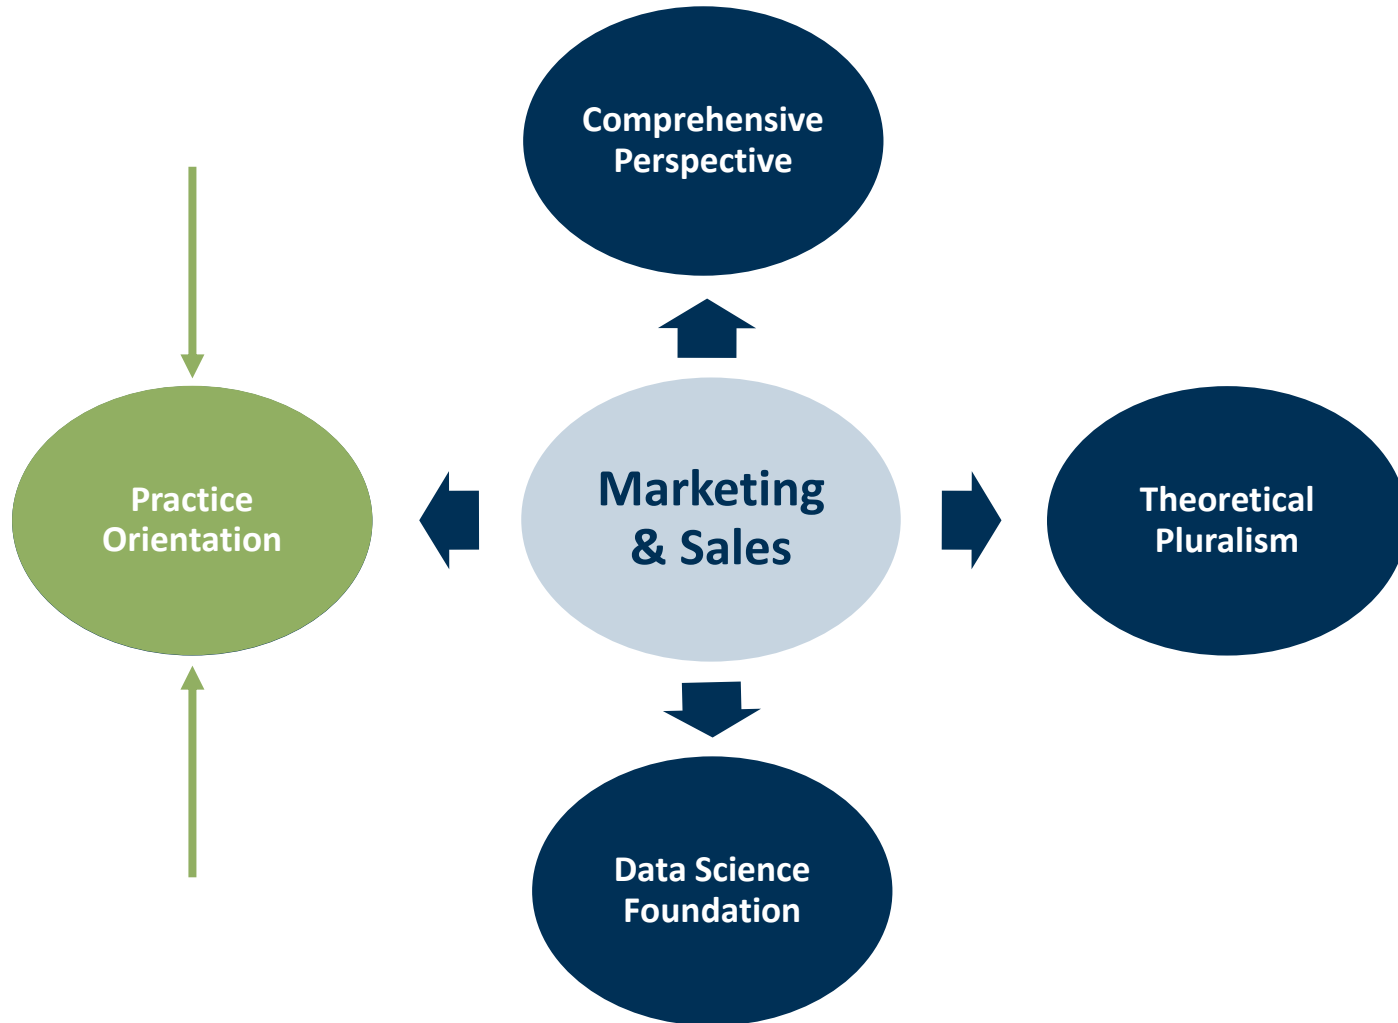 Comprehensive
Perspective
Practice
Orientation
Marketing
& Sales
Theoretical
Pluralism
Data Science
Foundation